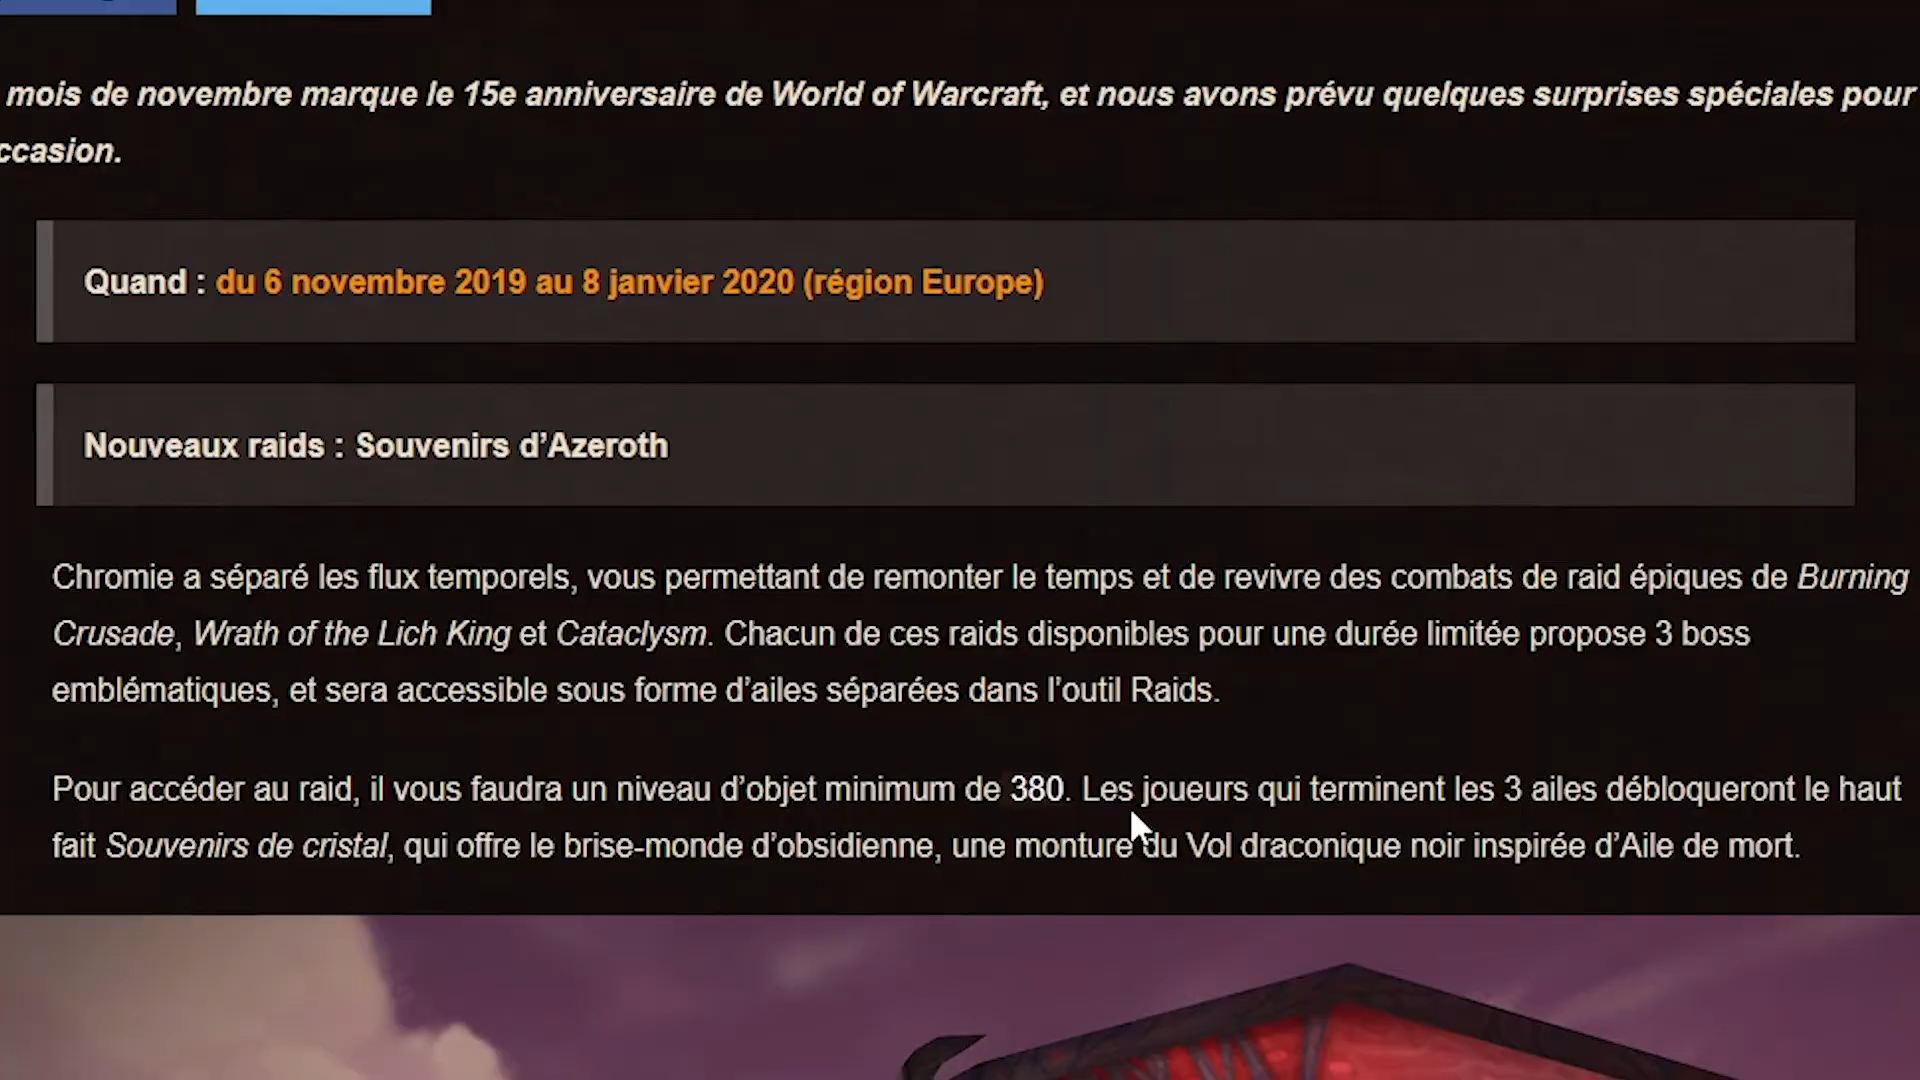 mois de novembre marque le 15e anniversaire de World of Warcraft, et nous avons prévu quelques surprises spéciales pour
ccasion.
Quand : du 6 novembre 2019 au 8 janvier 2020 (région Europe)
Nouveaux raids : Souvenirs d’Azeroth
Chromie a séparé les flux temporels, vous permettant de remonter le temps et de revivre des combats de raid épiques de Burning
Crusade, Wrath of the Lich King et Cataclysm. Chacun de ces raids disponibles pour une durée limitée propose 3 boss
emblématiques, et sera accessible sous forme d’ailes séparées dans l’outil Raids.
Pour accéder au raid, il vous faudra un niveau d’objet minimum de 380. Les joueurs qui terminent les 3 ailes débloqueront le haut
fait Souvenirs de cristal, qui offre le brise-monde d’obsidienne, une monture du Vol draconique noir inspirée d’Aile de mort.